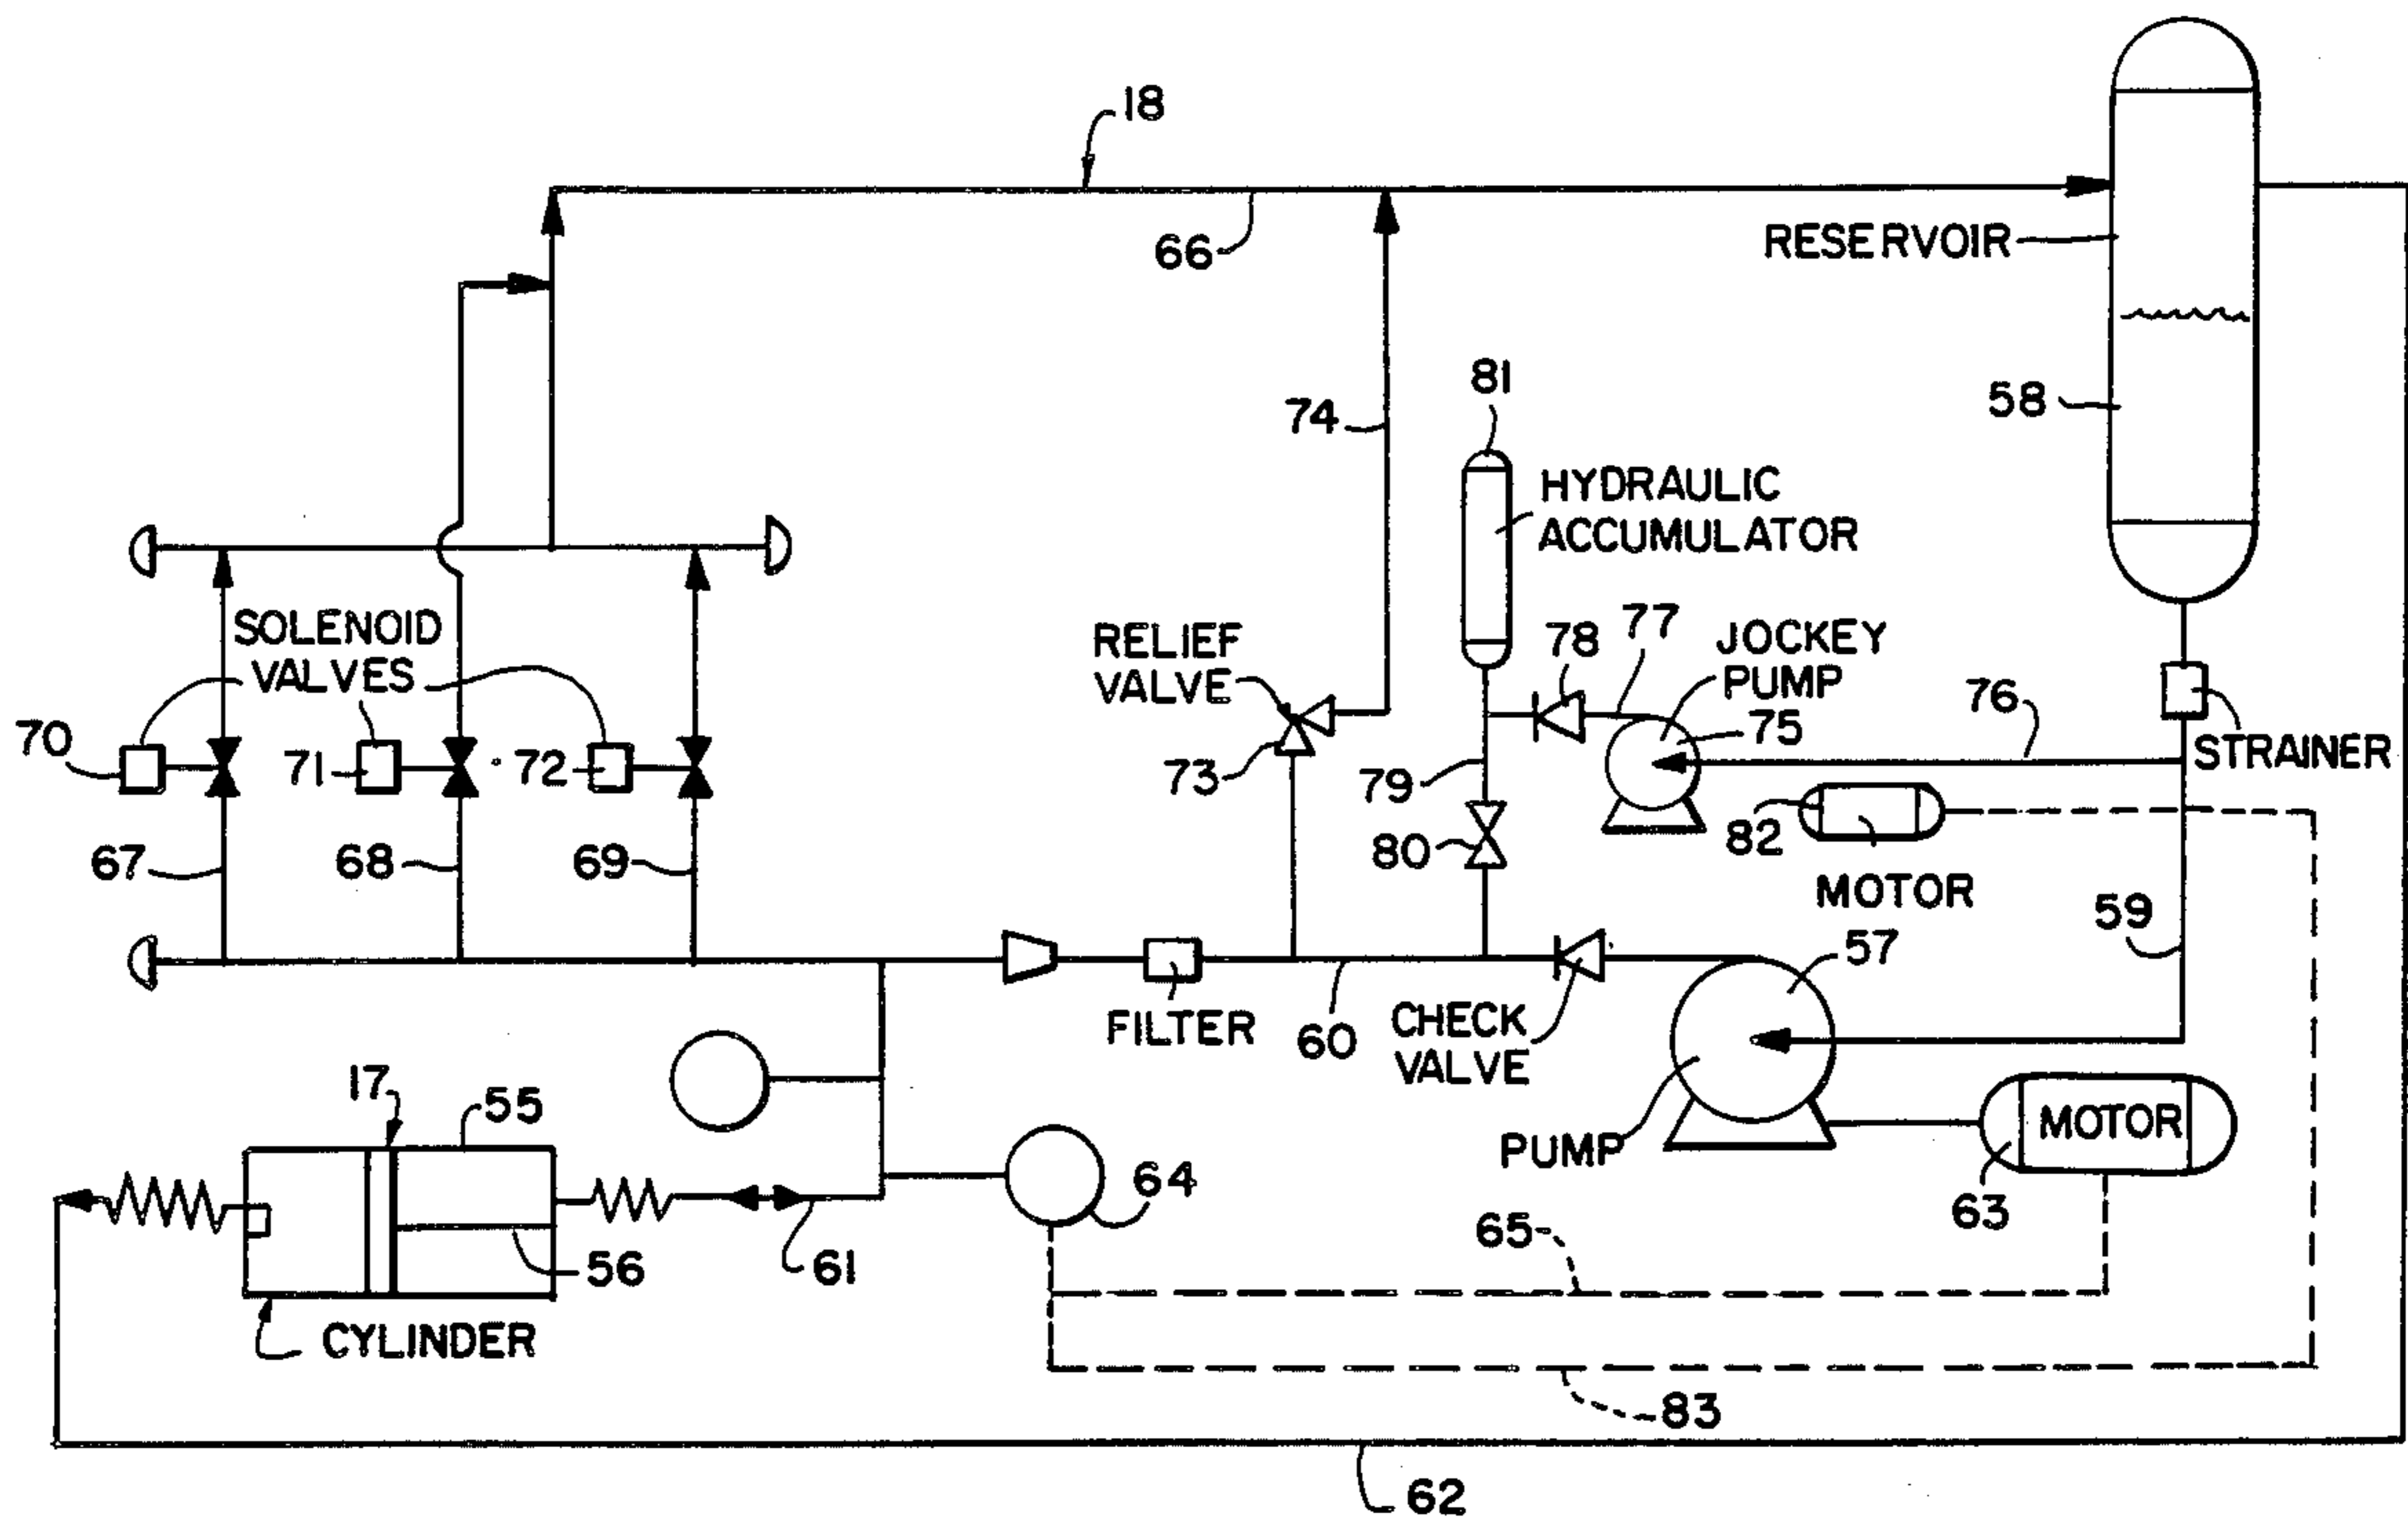 18
66
RESERVOIR
58
81
HYDRAULIC
ACCUMULATOR
74
SOLENOID
VALVES
RELIEF
VALVE
78
77
JOCKEY
PUMP
75
76
STRAINER
70
71
72
73
79
80
82
MOTOR
67
68
69
59
57
FILTER
60
CHECK
VALVE
PUMP
MOTOR
63
17
55
56
61
64
65
CYLINDER
83
62